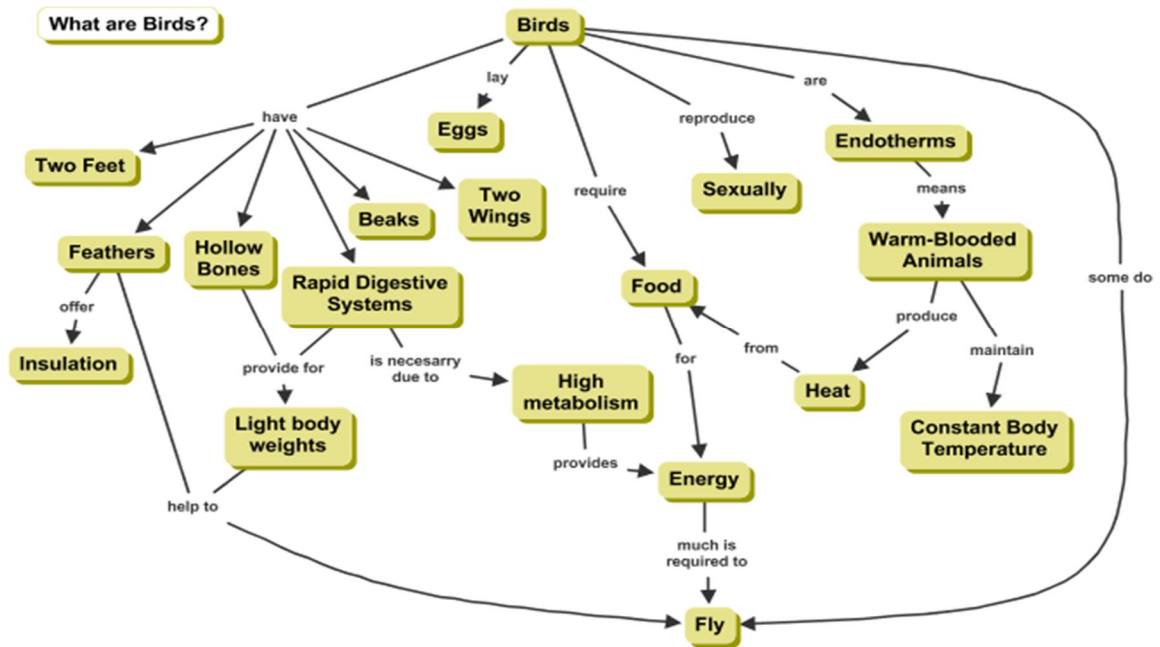 What are Birds?
Birds
lay
are
have
Eggs
reproduce
Endotherms
Two Feet
require
Sexually
means
Two
Wings
Beaks
Feathers
Hollow
Bones
Warm-Blooded
Animals
Rapid Digestive
Systems
Food
some do
offer
produce
Insulation
provide for
is necesarry
due to
for
from
maintain
High
metabolism
Heat
Light body
weights
Constant Body
Temperature
provides
Energy
help to
much is
required to
Fly